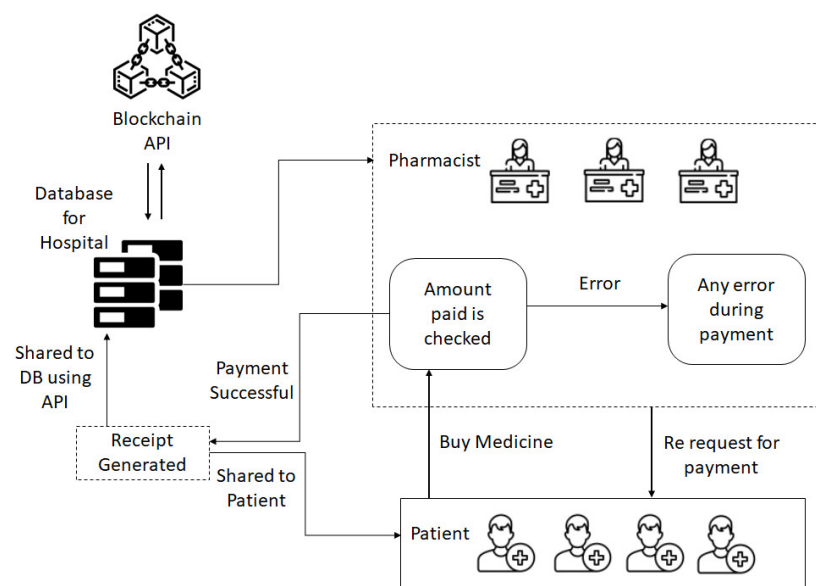 Blockchain
API
Database
for
Hospital
Pharmacist
Amount
paid is
checked
Error
Any error
during
payment
Shared to
DB using
API
Payment
Successful
Receipt
Generated
Buy Medicine
Re request for
payment
Shared to
Patient
Patient